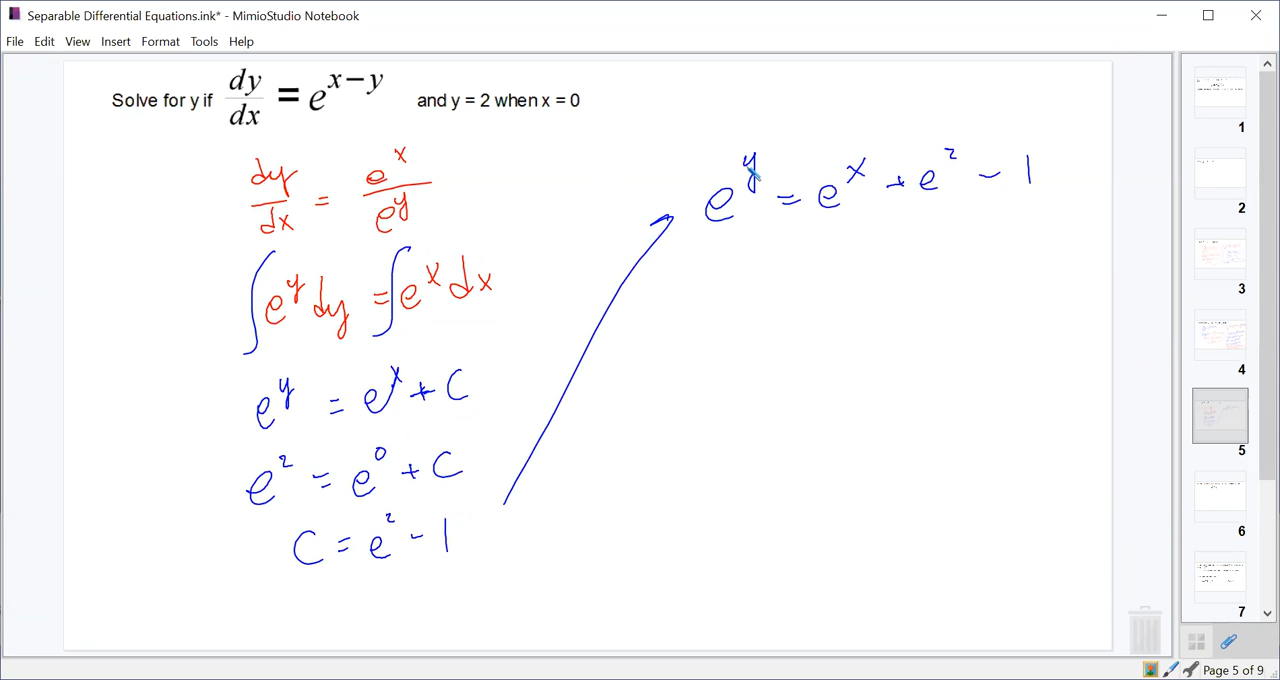 Separable Differential Equations.ink* - MimioStudio Notebook
File Edit View Insert Format Tools Help
Solve for y if dy/dx = e^(x-y) and y = 2 when x = 0
dy/dx = e^x/e^y
∫e^y dy = ∫e^x dx
e^y = e^x + C
e^2 = e^0 + C
C = e^2 - 1
e^y = e^x + e^2 - 1
1
2
3
4
5
6
7
Page 5 of 9